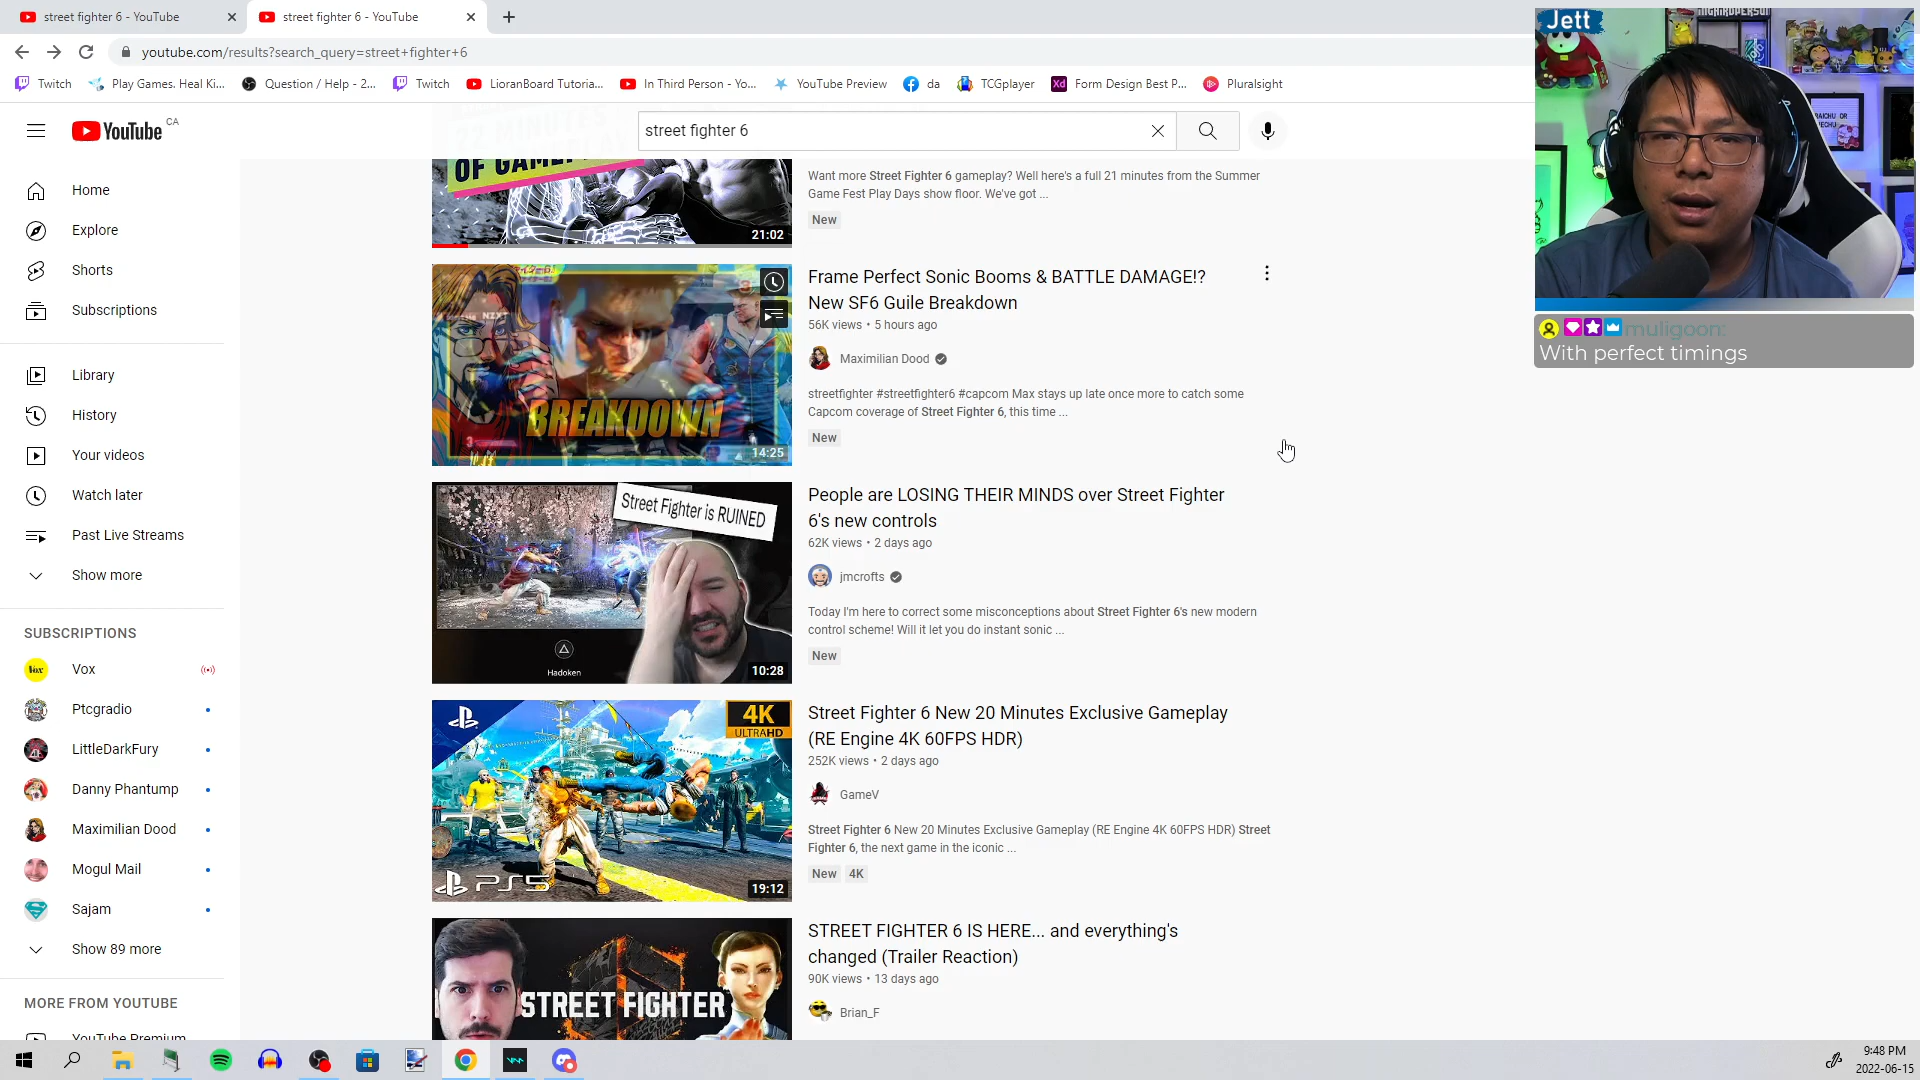 street fighter 6 - YouTube
street fighter 6 - YouTube
youtube.com/results?search_query=street+fighter+6
Twitch
Play Games. Heal Ki...
Question / Help - 2...
Twitch
LioranBoard Tutoria...
In Third Person - Yo...
YouTube Preview
da
TCGplayer
Xd
Form Design Best P...
Pluralsight
YouTube CA
street fighter 6
Home
Explore
Shorts
Subscriptions
Library
History
Your videos
Watch later
Past Live Streams
Show more
SUBSCRIPTIONS
Vox
Ptcgradio
LittleDarkFury
Danny Phantump
Maximilian Dood
Mogul Mail
Sajam
Show 89 more
MORE FROM YOUTUBE
YouTube Premium
22 MINUTES
OF GAMEPLAY
21:02
Want more Street Fighter 6 gameplay? Well here's a full 21 minutes from the Summer
Game Fest Play Days show floor. We've got ...
New
NZXT
BREAKDOWN
14:25
Frame Perfect Sonic Booms & BATTLE DAMAGE!?
New SF6 Guile Breakdown
56K views • 5 hours ago
Maximilian Dood
streetfighter #streetfighter6 #capcom Max stays up late once more to catch some
Capcom coverage of Street Fighter 6, this time ...
New
Street Fighter is RUINED
Hadoken
10:28
People are LOSING THEIR MINDS over Street Fighter
6's new controls
62K views • 2 days ago
jmcrofts
Today I'm here to correct some misconceptions about Street Fighter 6's new modern
control scheme! Will it let you do instant sonic ...
New
4K
ULTRAHD
PS5
19:12
Street Fighter 6 New 20 Minutes Exclusive Gameplay
(RE Engine 4K 60FPS HDR)
252K views • 2 days ago
GameV
Street Fighter 6 New 20 Minutes Exclusive Gameplay (RE Engine 4K 60FPS HDR) Street
Fighter 6, the next game in the iconic ...
New
4K
STREET FIGHTER
STREET FIGHTER 6 IS HERE... and everything's
changed (Trailer Reaction)
90K views • 13 days ago
Brian_F
Jett
INTHIRDPERSON
muligoon:
With perfect timings
9:48 PM
2022-06-15